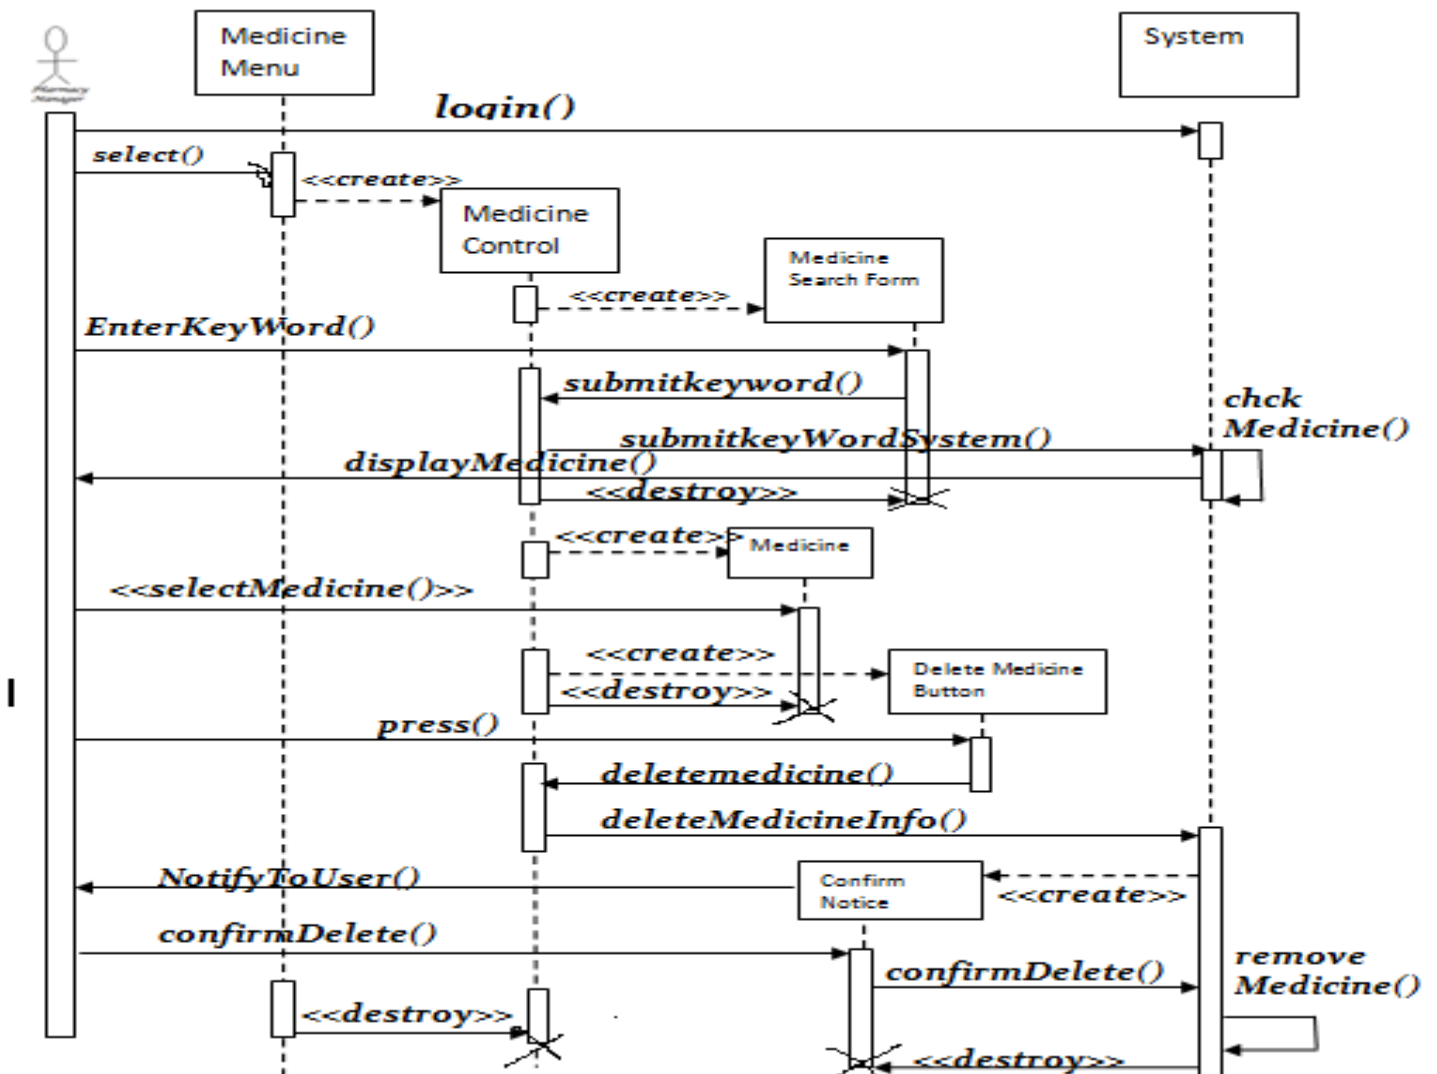 Medicine
Menu
System
Pharmacy
Manager
login()
select()
<<create>>
Medicine
Control
Medicine
Search Form
<<create>>
EnterKeyWord()
submitkeyword()
chck
Medicine()
submitkeyWordSystem()
displayMedicine()
<<destroy>>
<<create>>
Medicine
<<selectMedicine()>>
<<create>>
Delete Medicine
Button
<<destroy>>
press()
deletemedicine()
deleteMedicineInfo()
NotifyToUser()
Confirm
Notice
<<create>>
confirmDelete()
confirmDelete()
remove
Medicine()
<<destroy>>
<<destroy>>